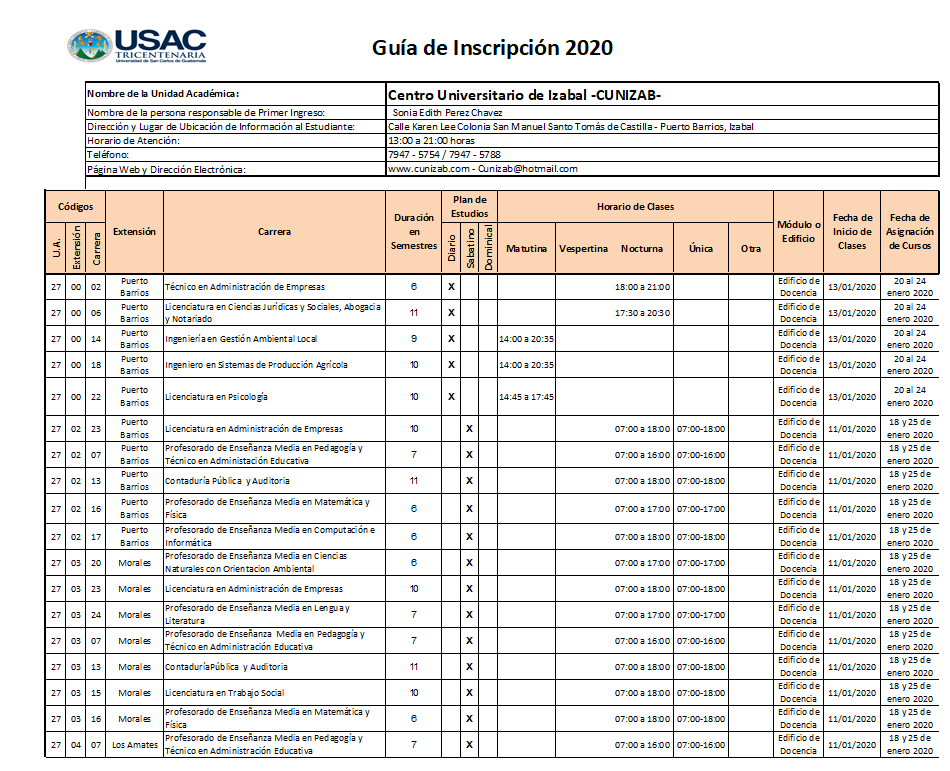 USAC
TRICENTENARIA
Universidad de San Carlos de Guatemala
Guía de Inscripción 2020
Nombre de la Unidad Académica: Centro Universitario de Izabal -CUNIZAB-
Nombre de la persona responsable de Primer Ingreso: Sonia Edith Perez Chavez
Dirección y Lugar de Ubicación de Información al Estudiante: Calle Karen Lee Colonia San Manuel Santo Tomás de Castilla - Puerto Barrios, Izabal
Horario de Atención: 13:00 a 21:00 horas
Teléfono: 7947 - 5754 / 7947 - 5788
Página Web y Dirección Electrónica: www.cunizab.com - Cunizab@hotmail.com
Códigos
U.A.
Extensión
Carrera
Extensión
Carrera
Duración
en
Semestres
Plan de
Estudios
Diario
Sabatino
Dominical
Horario de Clases
Matutina Vespertina Nocturna Única Otra
Módulo o
Edificio
Fecha de
Inicio de
Clases
Fecha de
Asignación
de Cursos
27 00 02 Puerto Barrios Técnico en Administración de Empresas 6 X 18:00 a 21:00 Edificio de Docencia 13/01/2020 20 al 24 enero 2020
27 00 06 Puerto Barrios Licenciatura en Ciencias Jurídicas y Sociales, Abogacia y Notariado 11 X 17:30 a 20:30 Edificio de Docencia 13/01/2020 20 al 24 enero 2020
27 00 14 Puerto Barrios Ingeniería en Gestión Ambiental Local 9 X 14:00 a 20:35 Edificio de Docencia 13/01/2020 20 al 24 enero 2020
27 00 18 Puerto Barrios Ingeniero en Sistemas de Producción Agrícola 10 X 14:00 a 20:35 Edificio de Docencia 13/01/2020 20 al 24 enero 2020
27 00 22 Puerto Barrios Licenciatura en Psicología 10 X 14:45 a 17:45 Edificio de Docencia 13/01/2020 20 al 24 enero 2020
27 02 23 Puerto Barrios Licenciatura en Administración de Empresas 10 X 07:00 a 18:00 07:00-18:00 Edificio de Docencia 11/01/2020 18 y 25 de enero 2020
27 02 07 Puerto Barrios Profesorado de Enseñanza Media en Pedagogía y Técnico en Administación Educativa 7 X 07:00 a 16:00 07:00-16:00 Edificio de Docencia 11/01/2020 18 y 25 de enero 2020
27 02 13 Puerto Barrios Contaduría Pública y Auditoria 11 X 07:00 a 18:00 07:00-18:00 Edificio de Docencia 11/01/2020 18 y 25 de enero 2020
27 02 16 Puerto Barrios Profesorado de Enseñanza Media en Matemática y Física 6 X 07:00 a 17:00 07:00-17:00 Edificio de Docencia 11/01/2020 18 y 25 de enero 2020
27 02 17 Puerto Barrios Profesorado de Enseñanza Media en Computación e Informática 6 X 07:00 a 18:00 07:00-18:00 Edificio de Docencia 11/01/2020 18 y 25 de enero 2020
27 03 20 Morales Profesorado de Enseñanza Media en Ciencias Naturales con Orientacion Ambiental 6 X 07:00 a 18:00 07:00-18:00 Edificio de Docencia 11/01/2020 18 y 25 de enero 2020
27 03 23 Morales Licenciatura en Administración de Empresas 10 X 07:00 a 18:00 07:00-18:00 Edificio de Docencia 11/01/2020 18 y 25 de enero 2020
27 03 24 Morales Profesorado de Enseñanza Media en Lengua y Literatura 7 X 07:00 a 17:00 07:00-17:00 Edificio de Docencia 11/01/2020 18 y 25 de enero 2020
27 03 07 Morales Profesorado de Enseñanza Media en Pedagogía y Técnico en Administración Educativa 7 X 07:00 a 16:00 07:00-16:00 Edificio de Docencia 11/01/2020 18 y 25 de enero 2020
27 03 13 Morales ContaduríaPública y Auditoria 11 X 07:00 a 18:00 07:00-18:00 Edificio de Docencia 11/01/2020 18 y 25 de enero 2020
27 03 15 Morales Licenciatura en Trabajo Social 10 X 07:00 a 18:00 07:00-18:00 Edificio de Docencia 11/01/2020 18 y 25 de enero 2020
27 03 16 Morales Profesorado de Enseñanza Media en Matemática y Física 6 X 07:00 a 18:00 07:00-18:00 Edificio de Docencia 11/01/2020 18 y 25 de enero 2020
27 04 07 Los Amates Profesorado de Enseñanza Media en Pedagogía y Técnico en Administración Educativa 7 X 07:00 a 16:00 07:00-16:00 Edificio de Docencia 11/01/2020 18 y 25 de enero 2020